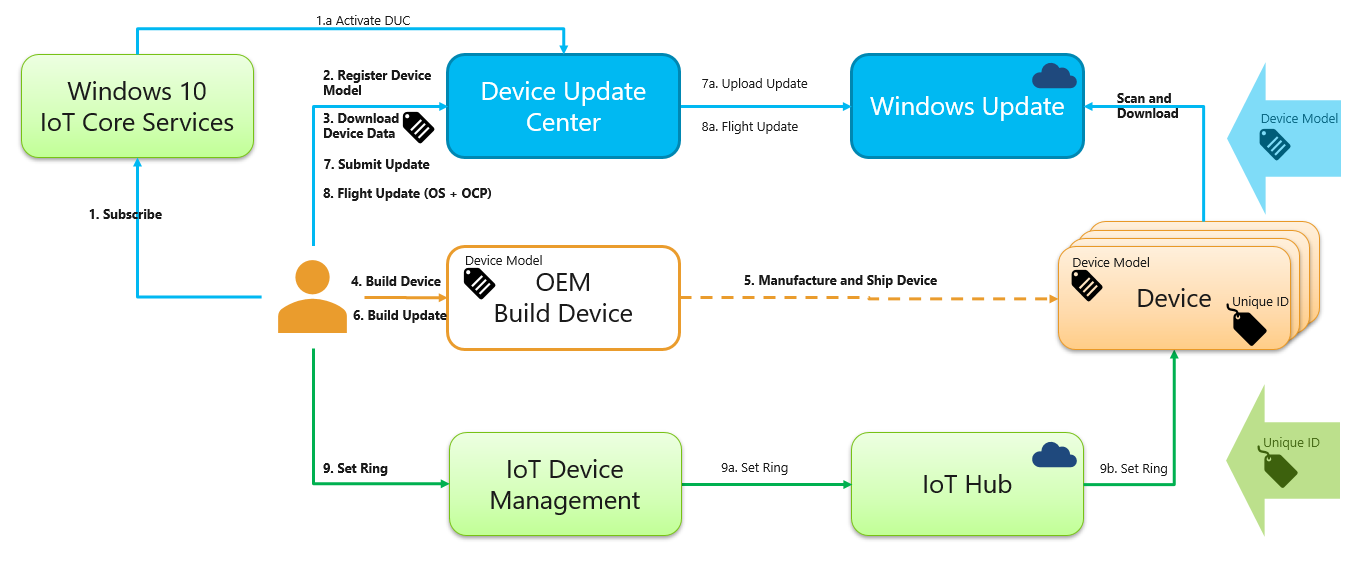 1.a Activate DUC
Windows 10
IoT Core Services
2. Register Device
Model
3. Download
Device Data
7. Submit Update
8. Flight Update (OS + OCP)
Device Update
Center
7a. Upload Update
8a. Flight Update
Windows Update
Scan and
Download
Device Model
1. Subscribe
4. Build Device
6. Build Update
Device Model
OEM
Build Device
5. Manufacture and Ship Device
Device Model
Device
Unique ID
9. Set Ring
IoT Device
Management
9a. Set Ring
IoT Hub
9b. Set Ring
Unique ID